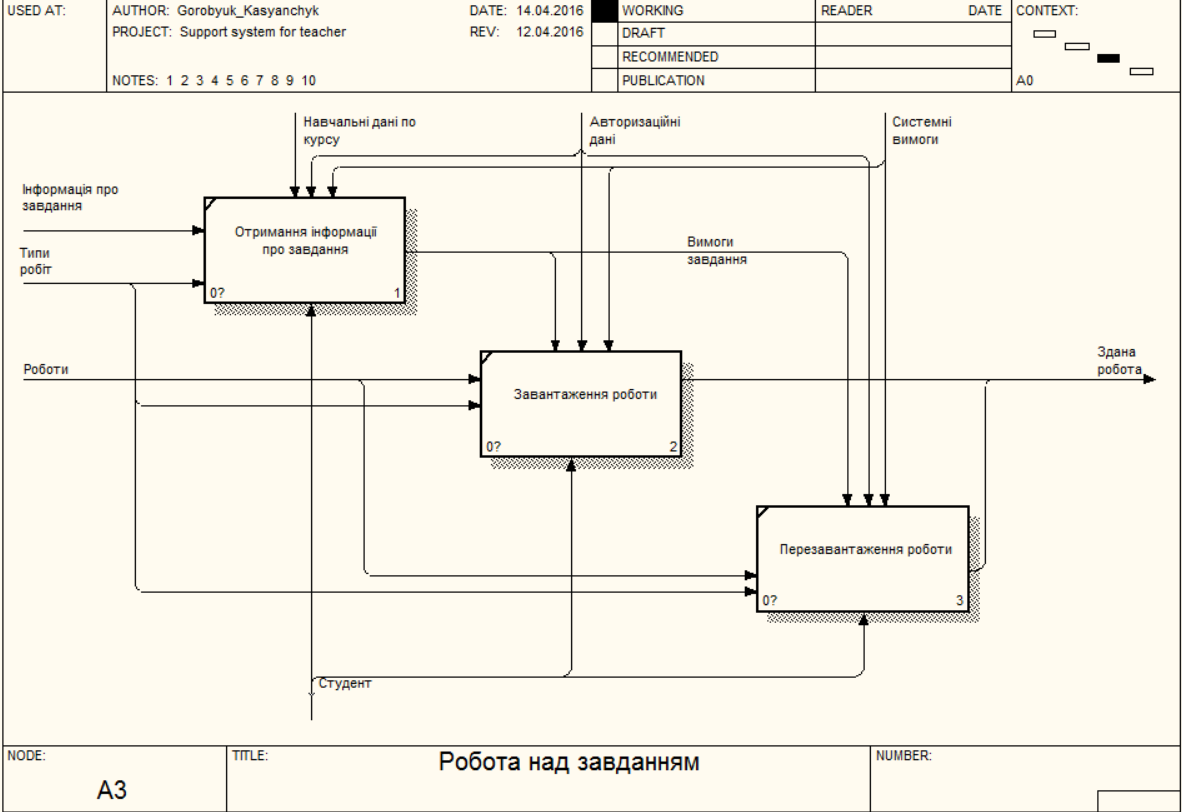 USED AT:
AUTHOR: Gorobyuk_Kasyanchyk
DATE: 14.04.2016
WORKING
READER
DATE
CONTEXT:
PROJECT: Support system for teacher
REV: 12.04.2016
DRAFT
RECOMMENDED
NOTES: 1 2 3 4 5 6 7 8 9 10
PUBLICATION
A0
Навчальні дані по
курсу
Авторизаційні
дані
Системні
вимоги
Інформація про
завдання
Типи
робіт
Отримання інформації
про завдання
0?
1
Вимоги
завдання
Роботи
Завантаження роботи
0?
2
Здана
робота
Перезавантаження роботи
0?
3
Студент
NODE:
A3
TITLE:
Робота над завданням
NUMBER: